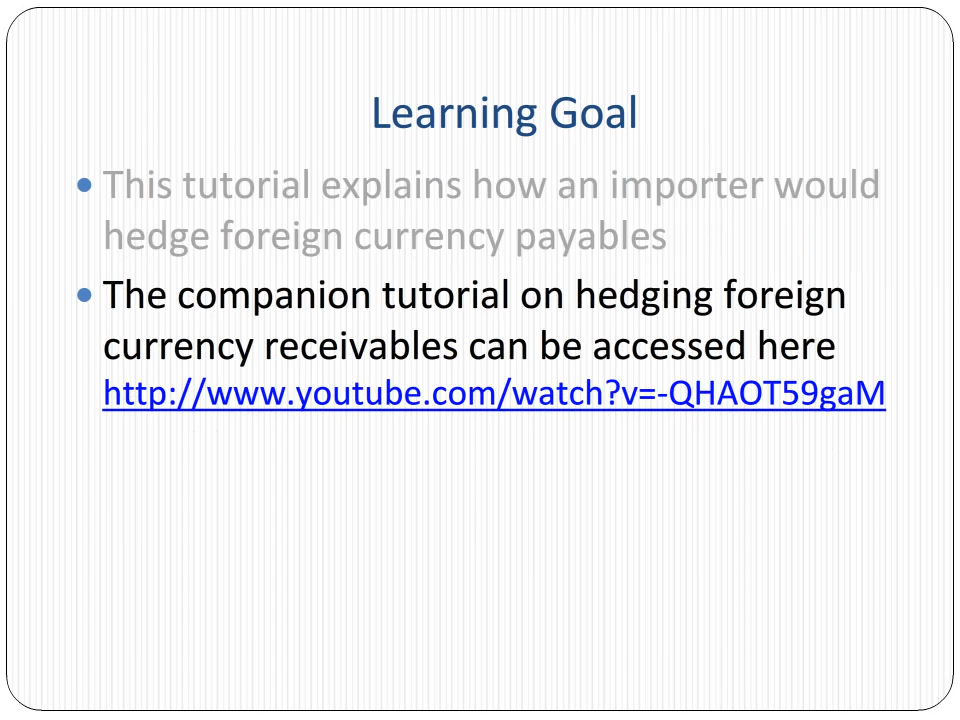 Learning Goal
• This tutorial explains how an importer would
hedge foreign currency payables
• The companion tutorial on hedging foreign
currency receivables can be accessed here
http://www.youtube.com/watch?v=-QHAOT59gaM